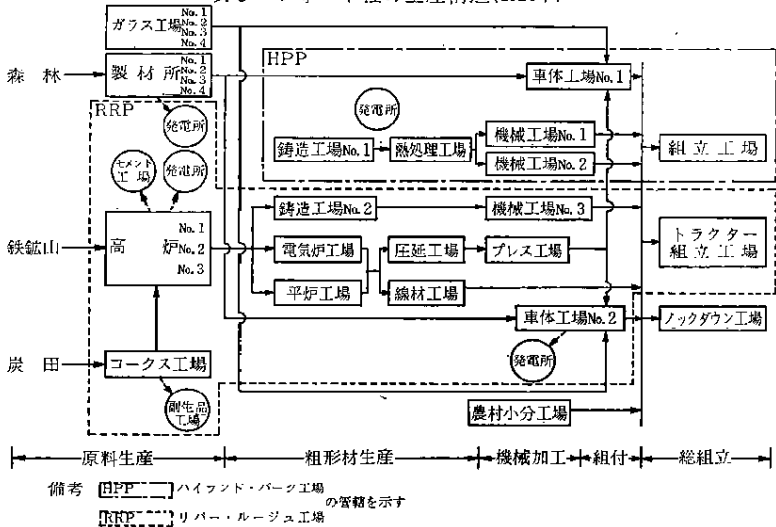 ガラス工場 No.1 No.2 No.3 No.4
HPP
森林
製材所 No.1 No.2 No.3 No.4
車体工場No.1
RRP
発電所
発電所
鋳造工場No.1
熱処理工場
機械工場No.1
機械工場No.2
組立工場
セメント工場
発電所
鋳造工場No.2
機械工場No.3
鉄鉱山
高炉 No.1 No.2 No.3
電気炉工場
圧延工場
プレス工場
トラクター組立工場
平炉工場
線材工場
車体工場No.2
ノックダウン工場
炭田
コークス工場
発電所
副生品工場
農村小分工場
原料生産
粗形材生産
機械加工
組付
総組立
備考
HPP ハイランド・パーク工場
の管轄を示す
RRP リバー・ルージュ工場